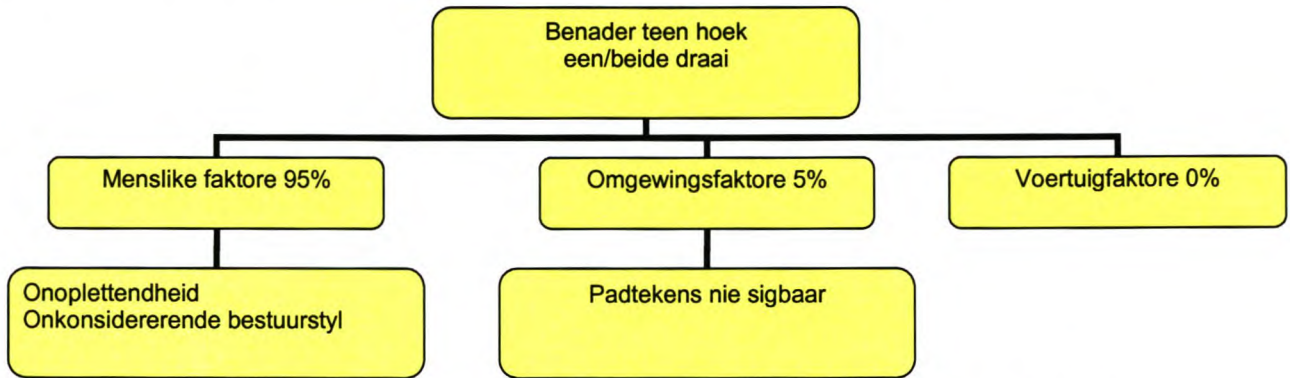 Benader teen hoek
een/beide draai
Menslike faktore 95%
Omgewingsfaktore 5%
Voertuigfaktore 0%
Onoplettendheid
Onkonsidererende bestuurstyl
Padtekens nie sigbaar